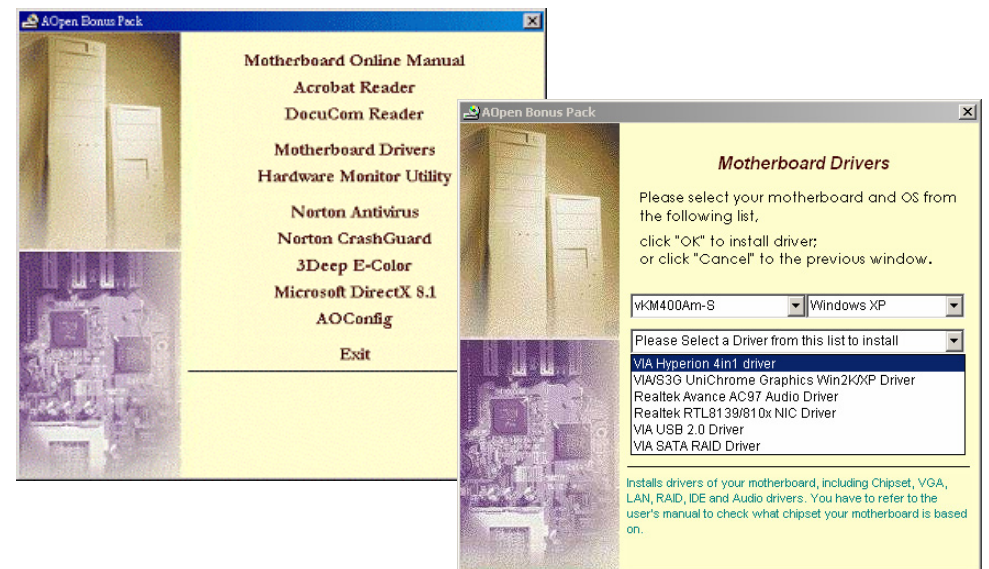 AOpen Bonus Pack
Motherboard Online Manual
Acrobat Reader
DocuCom Reader
Motherboard Drivers
Hardware Monitor Utility
Norton Antivirus
Norton CrashGuard
3Deep E-Color
Microsoft DirectX 8.1
AOConfig
Exit
AOpen Bonus Pack
Motherboard Drivers
Please select your motherboard and OS from
the following list,
click "OK" to install driver;
or click "Cancel" to the previous window.
vKM400Am-S
Windows XP
Please Select a Driver from this list to install
VIA Hyperion 4in1 driver
VIA/S3G UniChrome Graphics Win2K/XP Driver
Realtek Avance AC97 Audio Driver
Realtek RTL8139/810x NIC Driver
VIA USB 2.0 Driver
VIA SATA RAID Driver
Installs drivers of your motherboard, including Chipset, VGA,
LAN, RAID, IDE and Audio drivers. You have to refer to the
user's manual to check what chipset your motherboard is based
on.